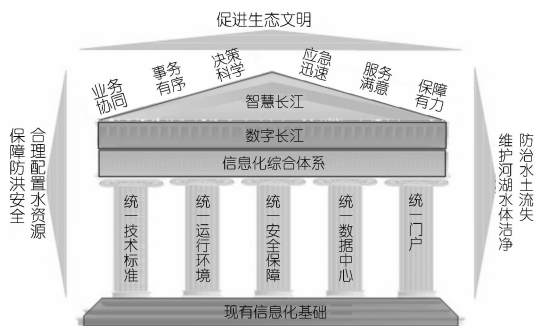 促进生态文明
业务
协同
事务
有序
决策
科学
应急
迅速
服务
满意
保障
有力
智慧长江
数字长江
信息化综合体系
合理配置水资源
保障防洪安全
防治水土流失
维护河湖水体洁净
统一技术标准
统一运行环境
统一安全保障
统一数据中心
统一门户
现有信息化基础